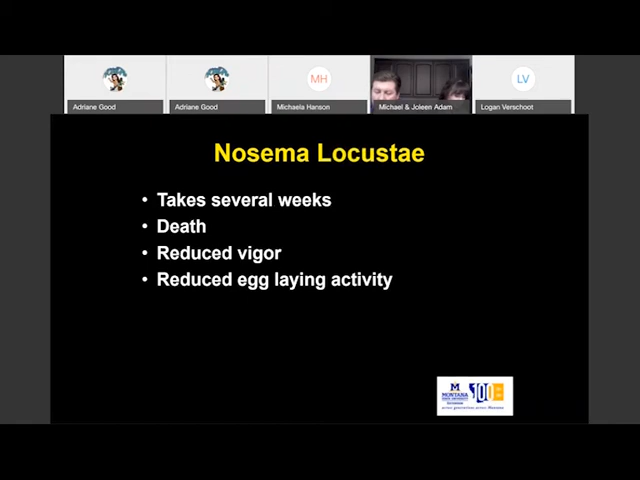 MH
LV
Adriane Good
Adriane Good
Michaela Hanson
Michael & Joleen Adam
Logan Verschoot
Nosema Locustae
• Takes several weeks
• Death
• Reduced vigor
• Reduced egg laying activity
M
MONTANA
100